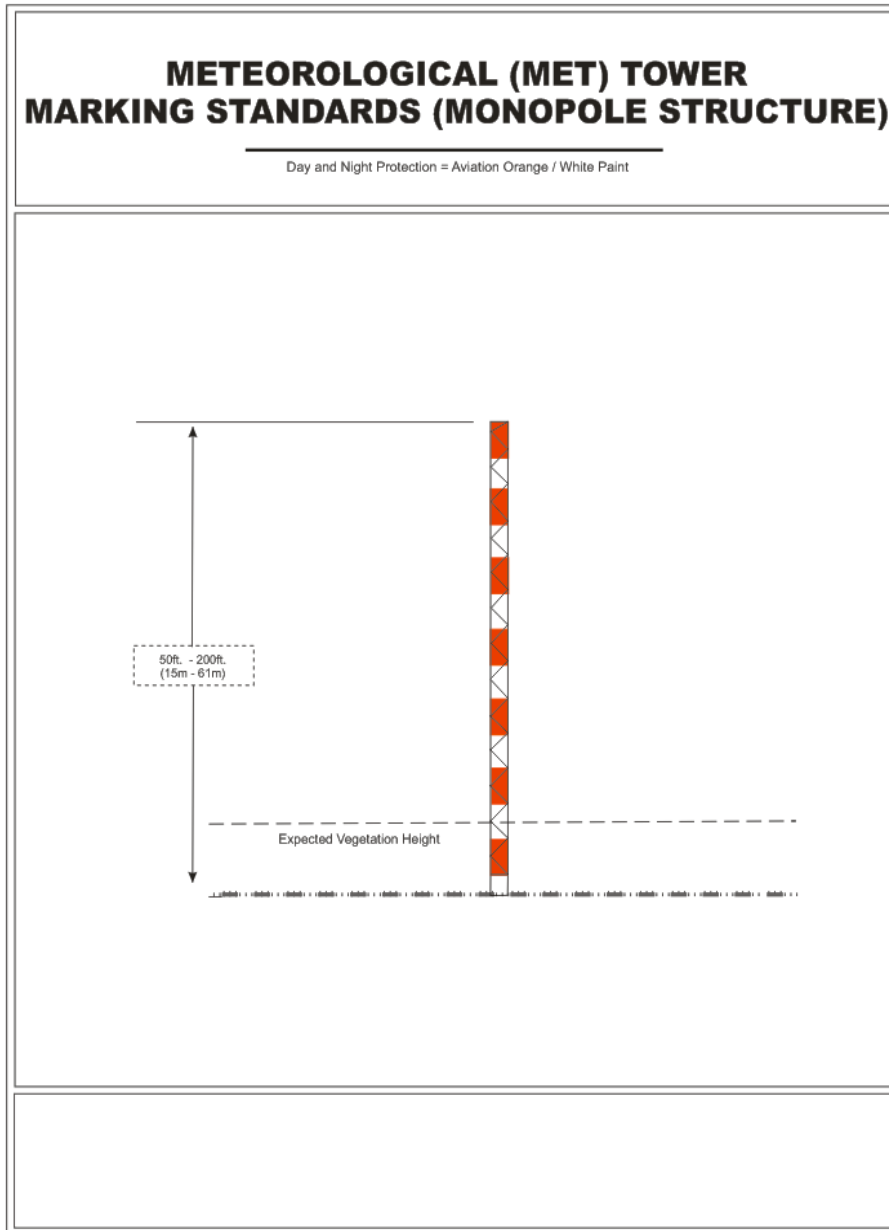 METEOROLOGICAL (MET) TOWER
MARKING STANDARDS (MONOPOLE STRUCTURE)
Day and Night Protection = Aviation Orange / White Paint
50ft. - 200ft.
(15m - 61m)
Expected Vegetation Height